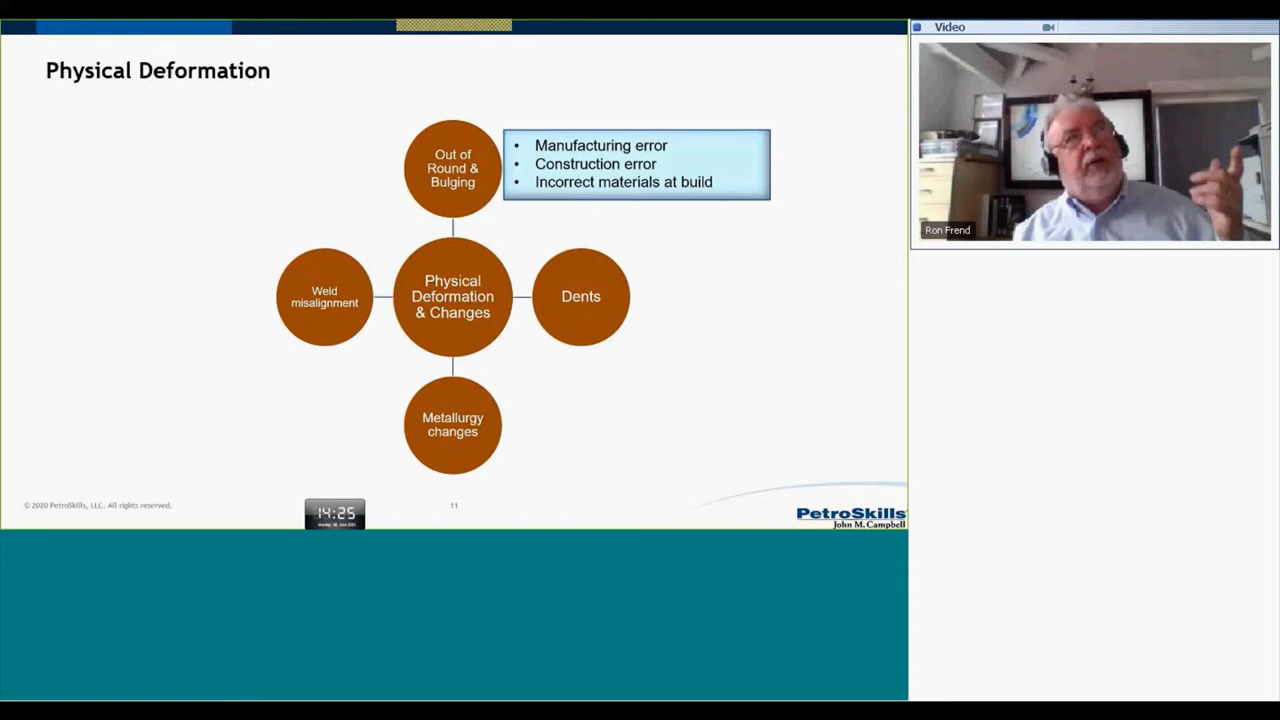 Physical Deformation
Out of
Round &
Bulging
• Manufacturing error
• Construction error
• Incorrect materials at build
Weld
misalignment
Physical
Deformation
& Changes
Dents
Metallurgy
changes
© 2020 PetroSkills, LLC. All rights reserved.
14:25
11
PetroSkills
John M. Campbell
Video
Ron Frend